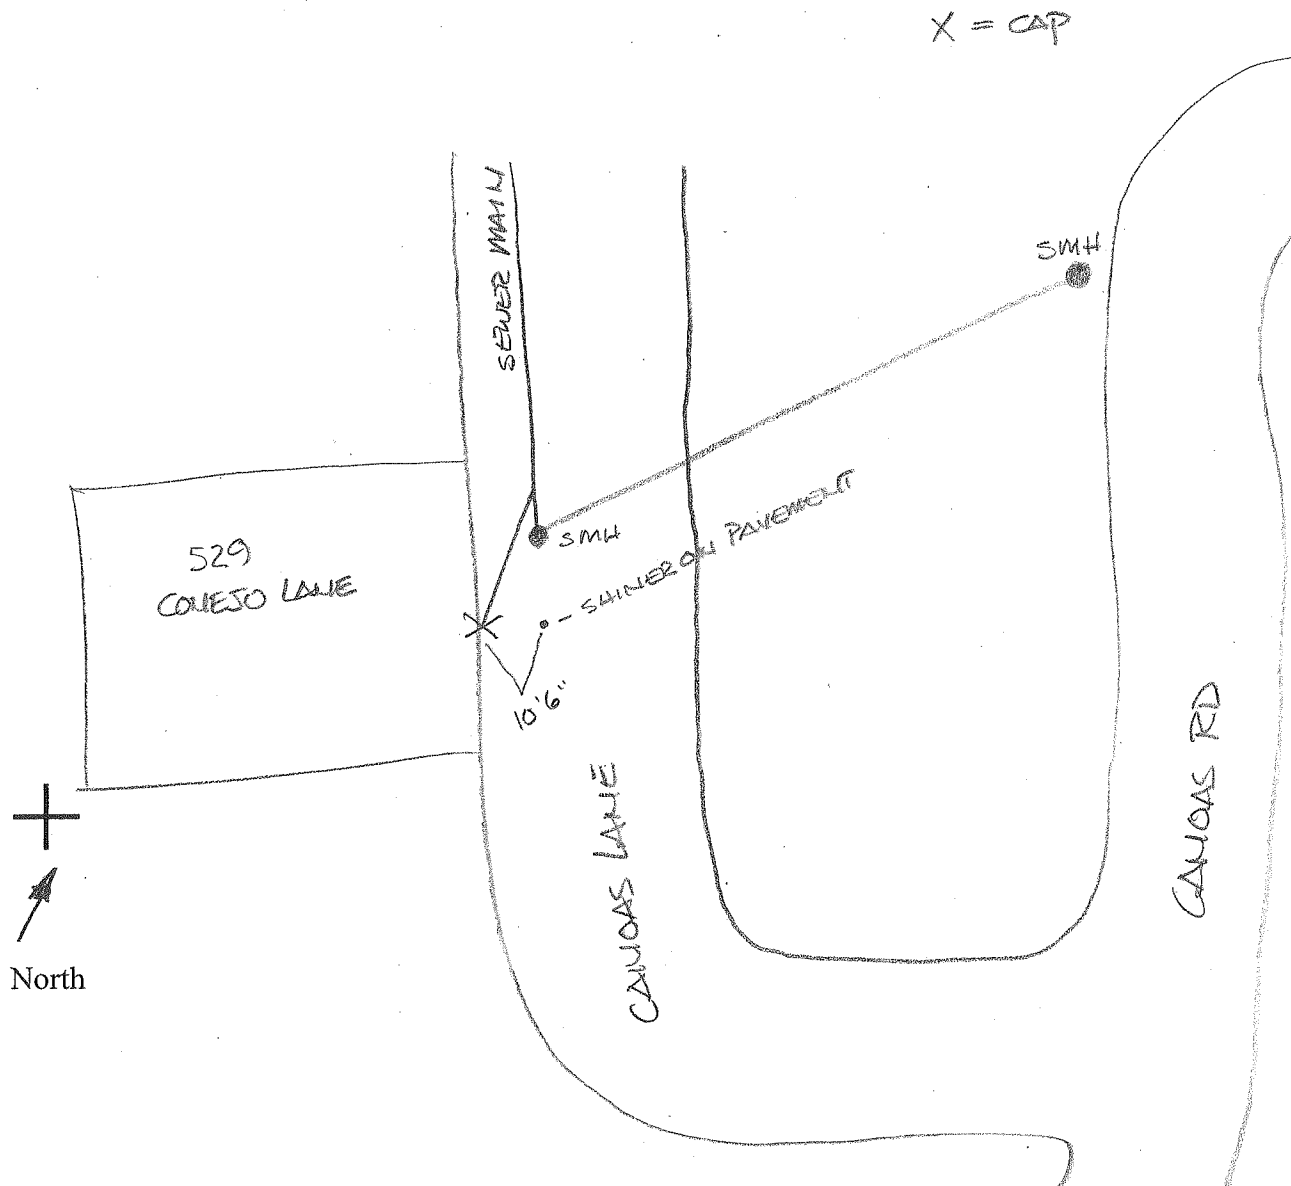 X = CAP
SEWER MAIN
SMH
SMH
SHINER ON PAVEMENT
529
CONEJO LANE
10'6"
CANOAS LANE
CANOAS RD
North